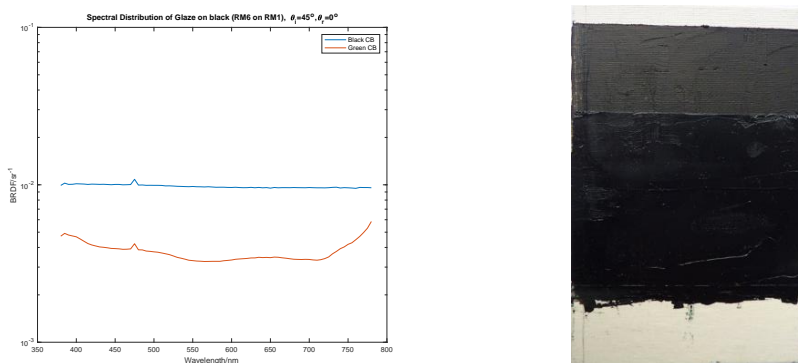 Spectral Distribution of Glaze on black (RM6 on RM1), θi=45°,θr=0°
Black CB
Green CB
10-1
10-2
10-3
BRDF/sr-1
350 400 450 500 550 600 650 700 750 800
Wavelength/nm